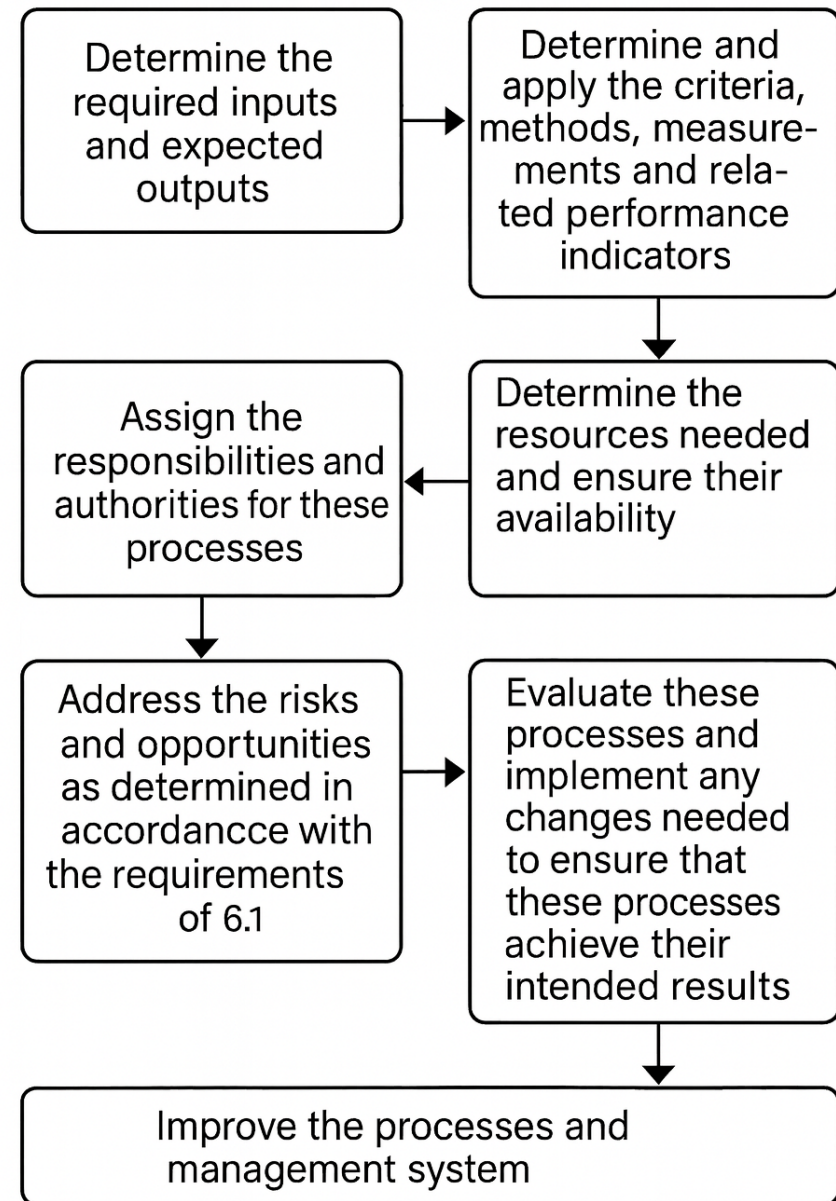 Determine the
required inputs
and expected
outputs
Determine and
apply the criteria,
methods, measure-
ments and rela-
ted performance
indicators
Determine the
resources needed
and ensure their
availability
Assign the
responsibilities and
authorities for these
processes
Address the risks
and opportunities
as determined in
accordancce with
the requirements
of 6.1
Evaluate these
processes and
implement any
changes needed
to ensure that
these processes
achieve their
intended results
Improve the processes and
management system